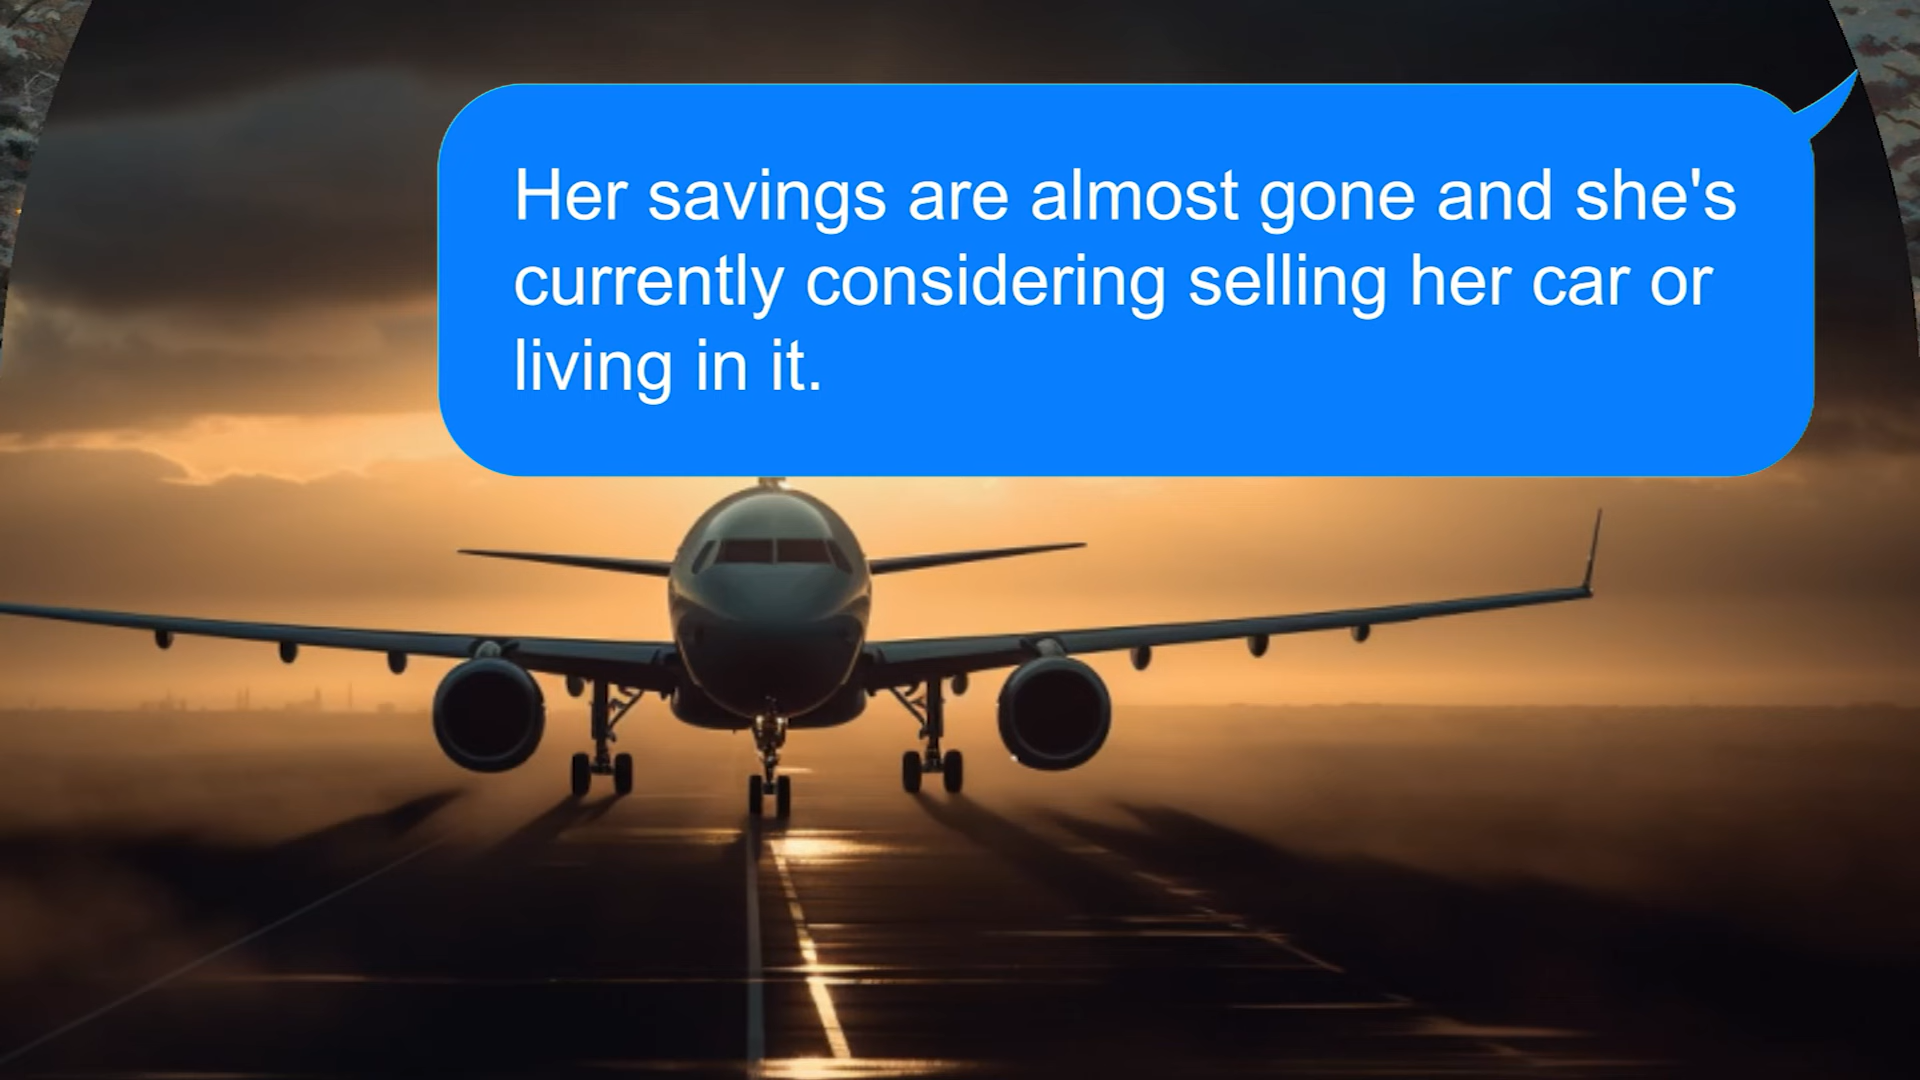 Her savings are almost gone and she's
currently considering selling her car or
living in it.